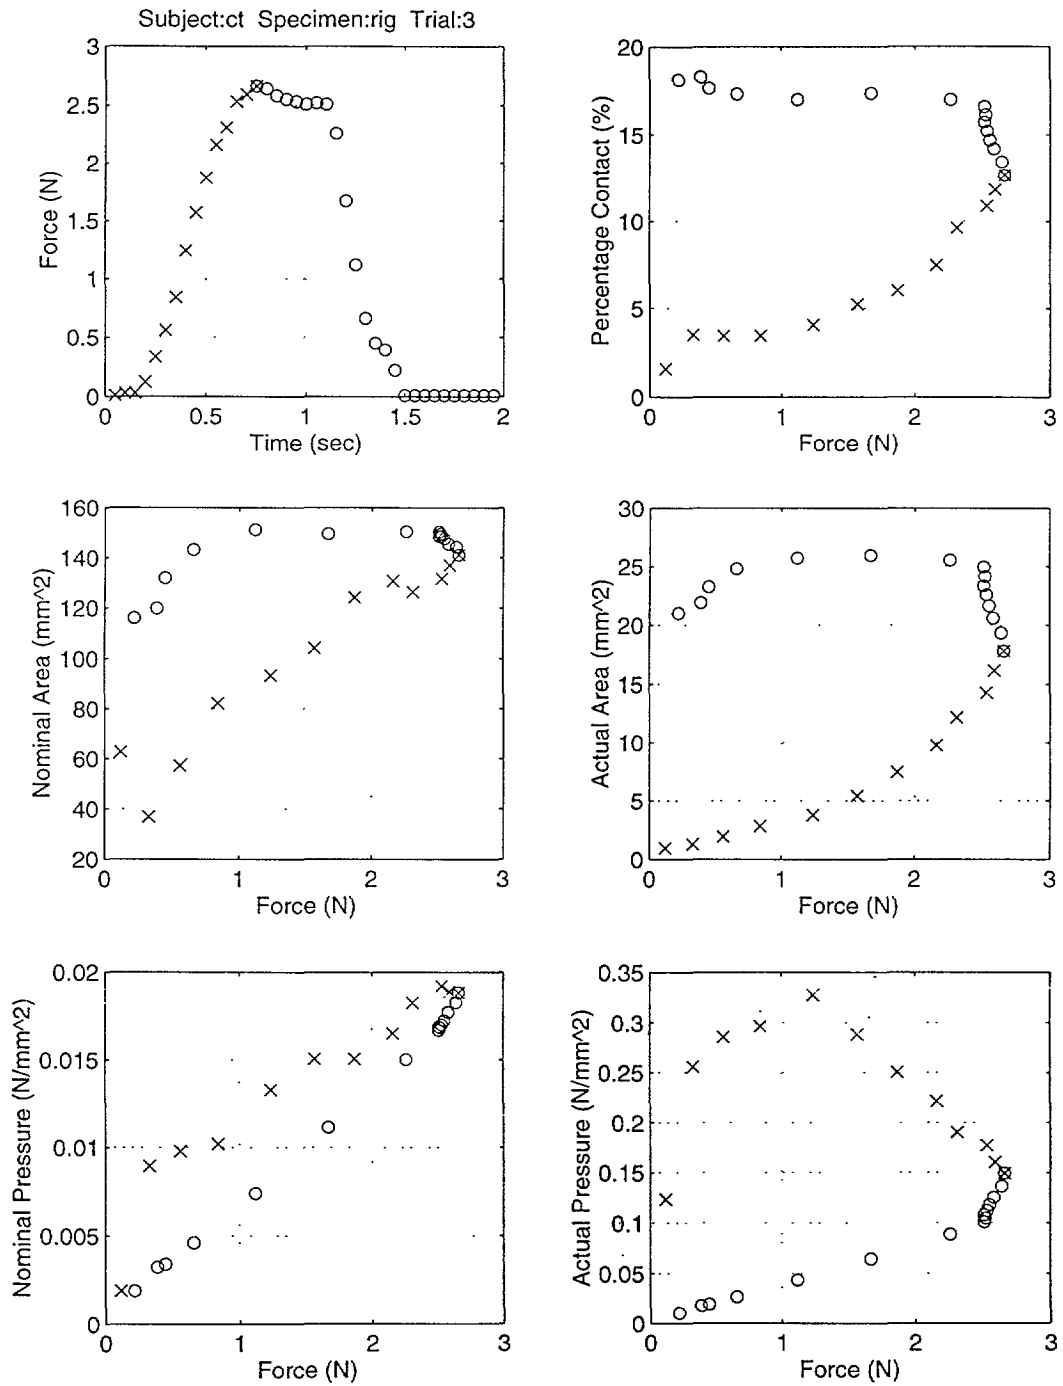 Subject:ct Specimen:rig Trial:3
3
2.5
2
1.5
1
0.5
0
Force (N)
0 0.5 1 1.5 2
Time (sec)
20
15
10
5
0
Percentage Contact (%)
0 1 2 3
Force (N)
160
140
120
100
80
60
40
20
Nominal Area (mm^2)
0 1 2 3
Force (N)
30
25
20
15
10
5
0
Actual Area (mm^2)
0 1 2 3
Force (N)
0.02
0.015
0.01
0.005
0
Nominal Pressure (N/mm^2)
0 1 2 3
Force (N)
0.35
0.3
0.25
0.2
0.15
0.1
0.05
0
Actual Pressure (N/mm^2)
0 1 2 3
Force (N)